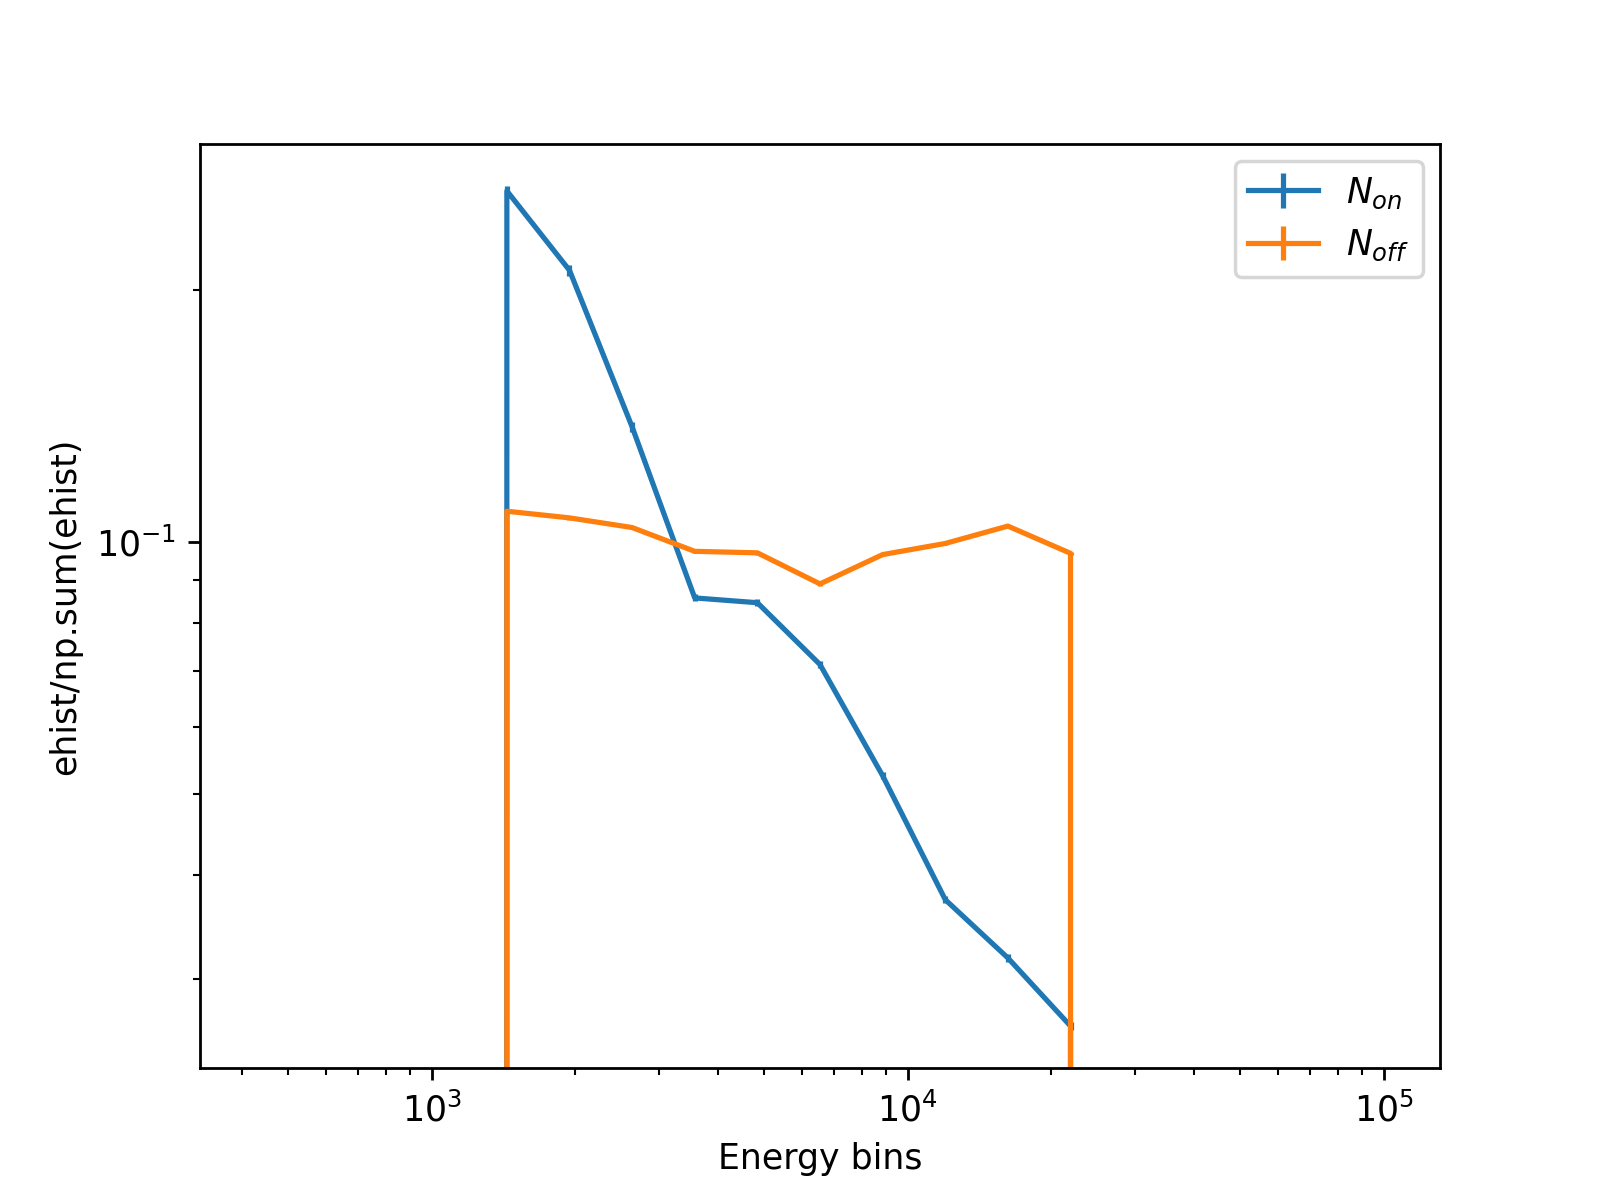 N_on
N_off
10^-1
ehist/np.sum(ehist)
10^3
10^4
10^5
Energy bins